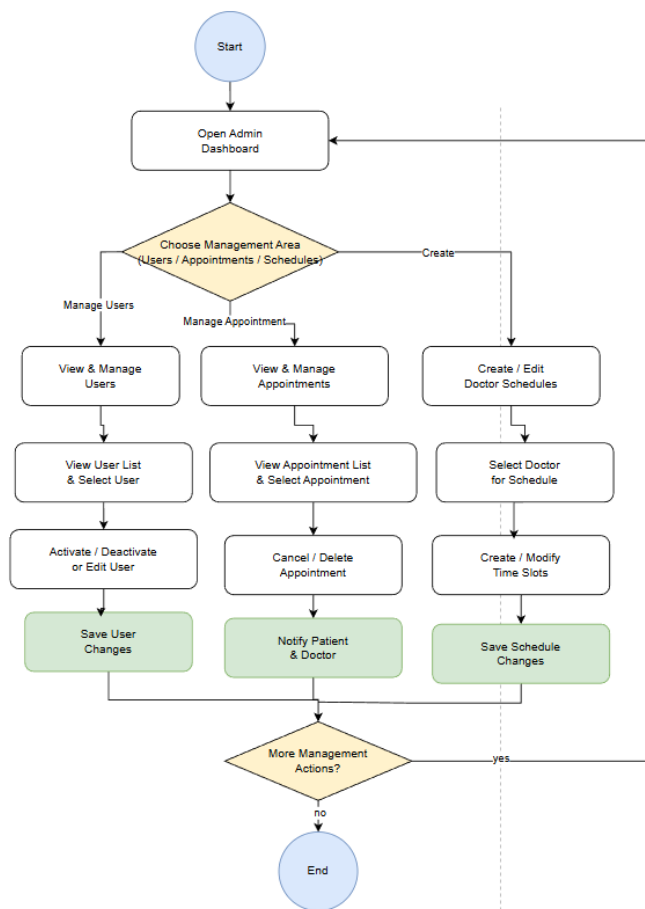 Start
Open Admin
Dashboard
Choose Management Area
(Users / Appointments / Schedules)
Create
Manage Users
Manage Appointment
View & Manage
Users
View & Manage
Appointments
Create / Edit
Doctor Schedules
View User List
& Select User
View Appointment List
& Select Appointment
Select Doctor
for Schedule
Activate / Deactivate
or Edit User
Cancel / Delete
Appointment
Create / Modify
Time Slots
Save User
Changes
Notify Patient
& Doctor
Save Schedule
Changes
More Management
Actions?
yes
no
End